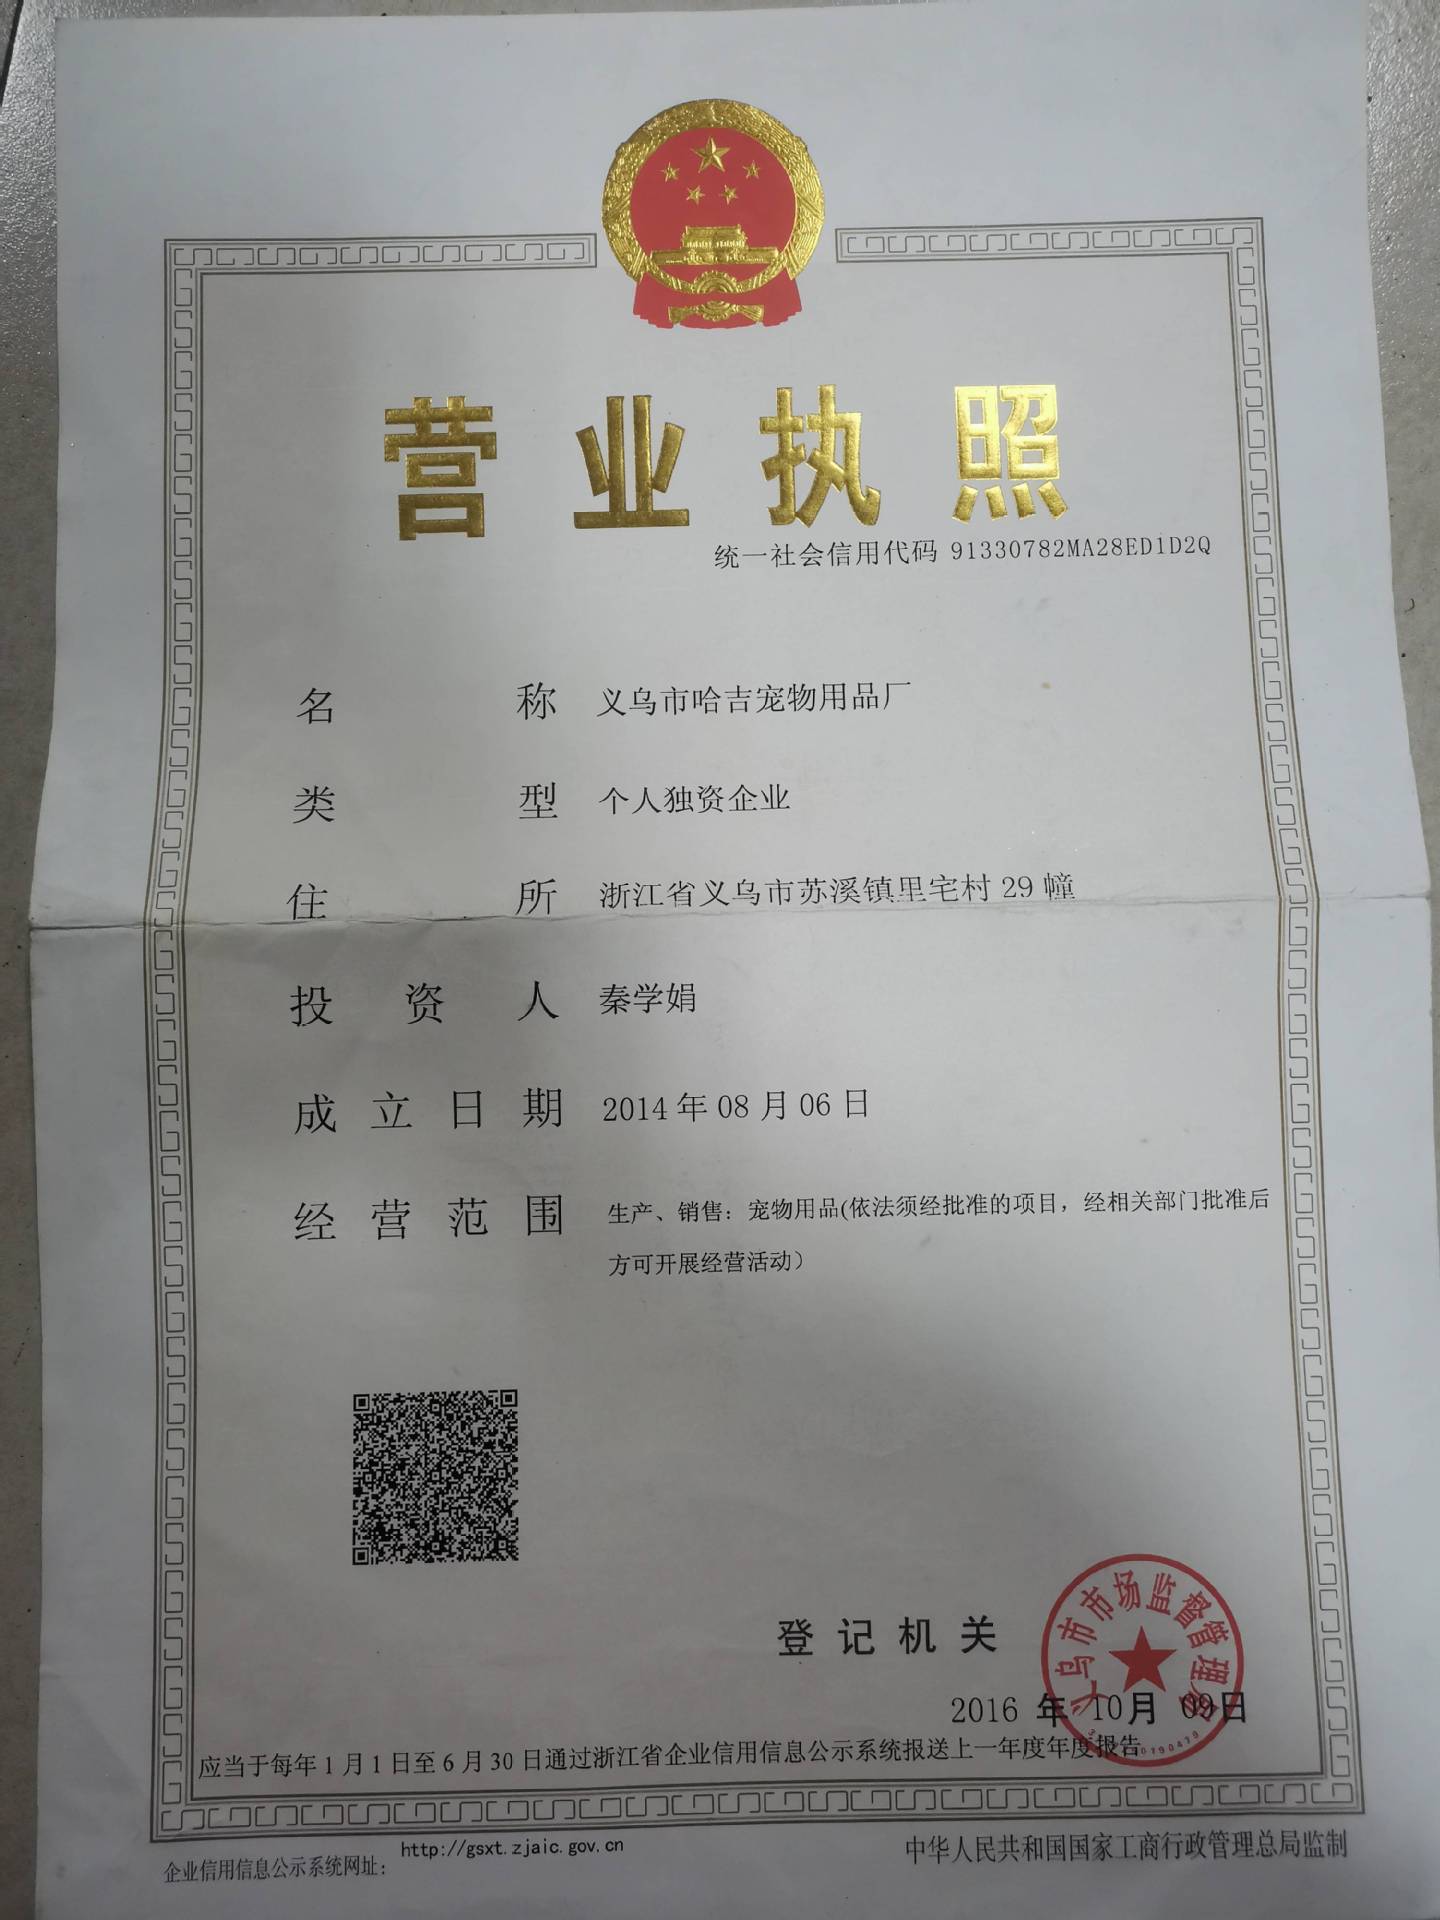 营业执照
统一社会信用代码 91330782MA28ED1D2Q
名称 义乌市哈吉宠物用品厂
类型 个人独资企业
住所 浙江省义乌市苏溪镇里宅村29幢
投资人 秦学娟
成立日期 2014年08月06日
经营范围 生产、销售：宠物用品(依法须经批准的项目，经相关部门批准后
方可开展经营活动）
登记机关
义乌市市场监督管理局
2016 年 10月 09日
应当于每年1月1日至6月30日通过浙江省企业信用信息公示系统报送上一年度年度报告
企业信用信息公示系统网址： http://gsxt.zjaic.gov.cn
中华人民共和国国家工商行政管理总局监制